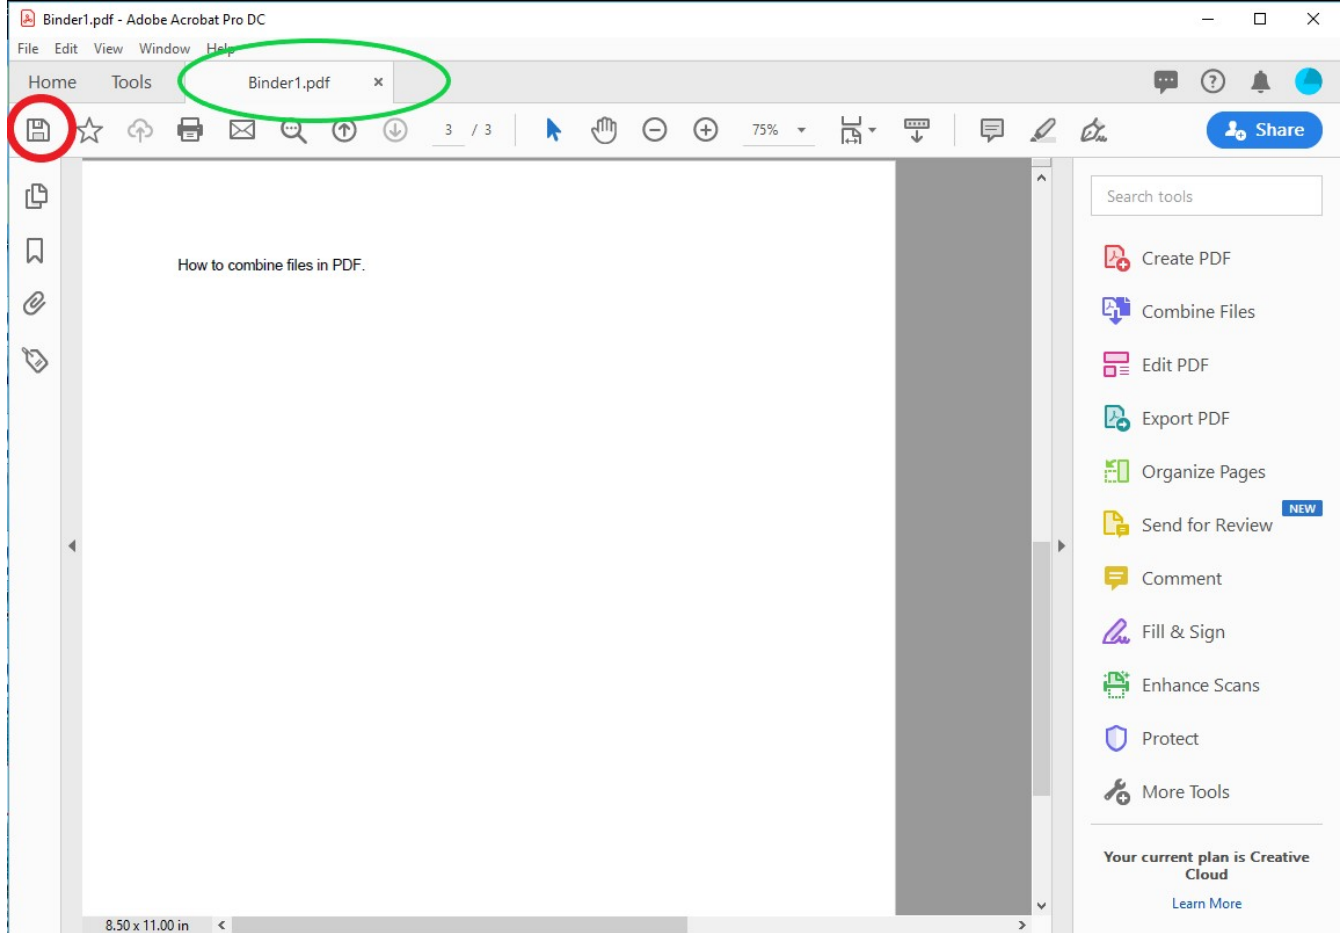 Binder1.pdf - Adobe Acrobat Pro DC
File Edit View Window Help
Home Tools Binder1.pdf
3 / 3 75% Share
Search tools
How to combine files in PDF.
Create PDF
Combine Files
Edit PDF
Export PDF
Organize Pages
NEW
Send for Review
Comment
Fill & Sign
Enhance Scans
Protect
More Tools
Your current plan is Creative
Cloud
Learn More
8.50 x 11.00 in